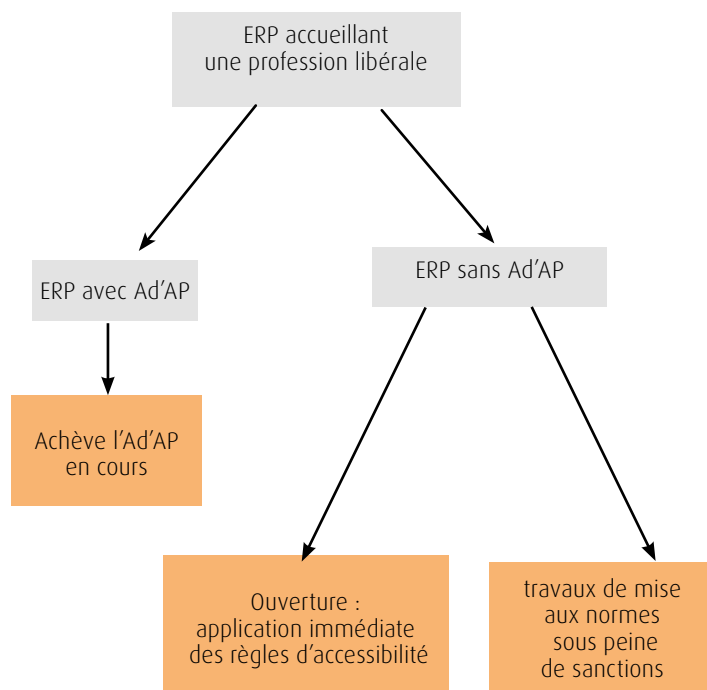 ERP accueillant
une profession libérale
ERP avec Ad’AP
ERP sans Ad’AP
Achève l’Ad’AP
en cours
Ouverture :
application immédiate
des règles d’accessibilité
travaux de mise
aux normes
sous peine
de sanctions